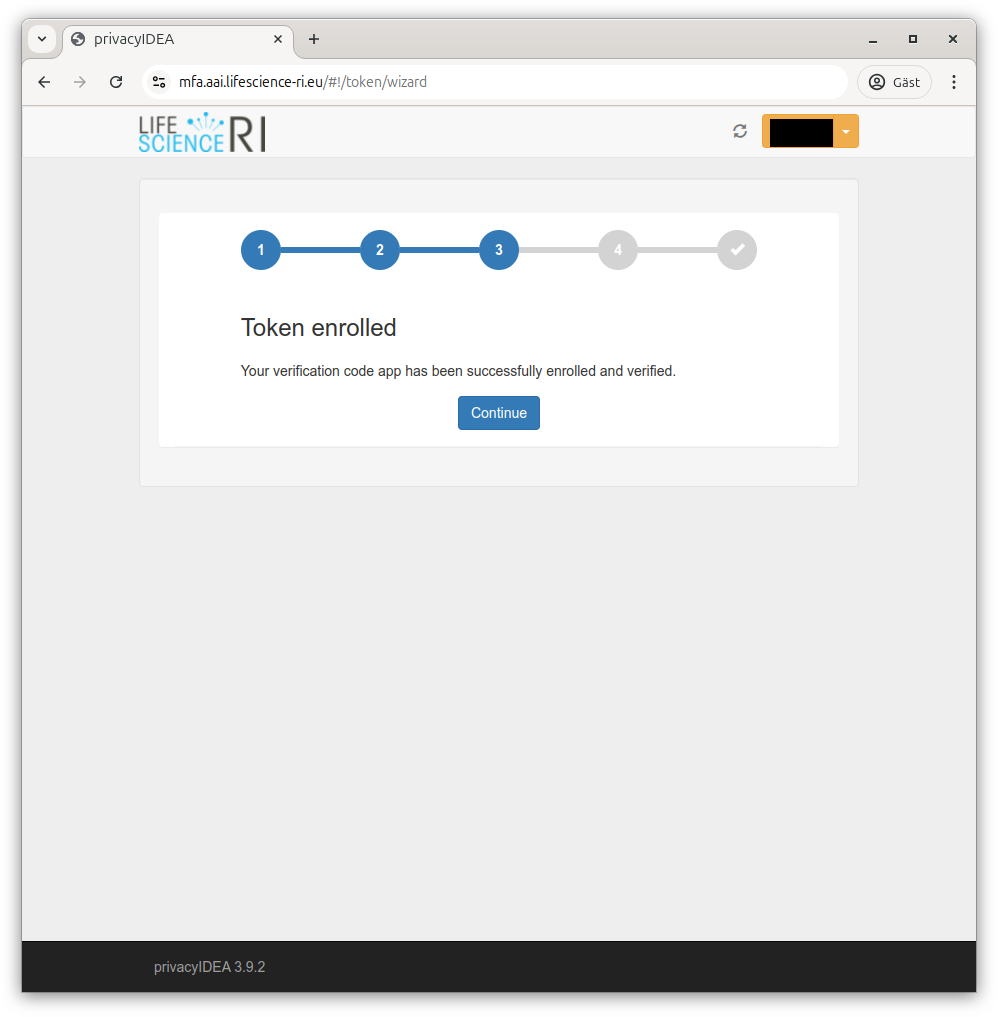 privacyIDEA
mfa.aai.lifescience-ri.eu/#!/token/wizard
Gäst
LIFE
SCIENCE RI
1 2 3 4
Token enrolled
Your verification code app has been successfully enrolled and verified.
Continue
privacyIDEA 3.9.2